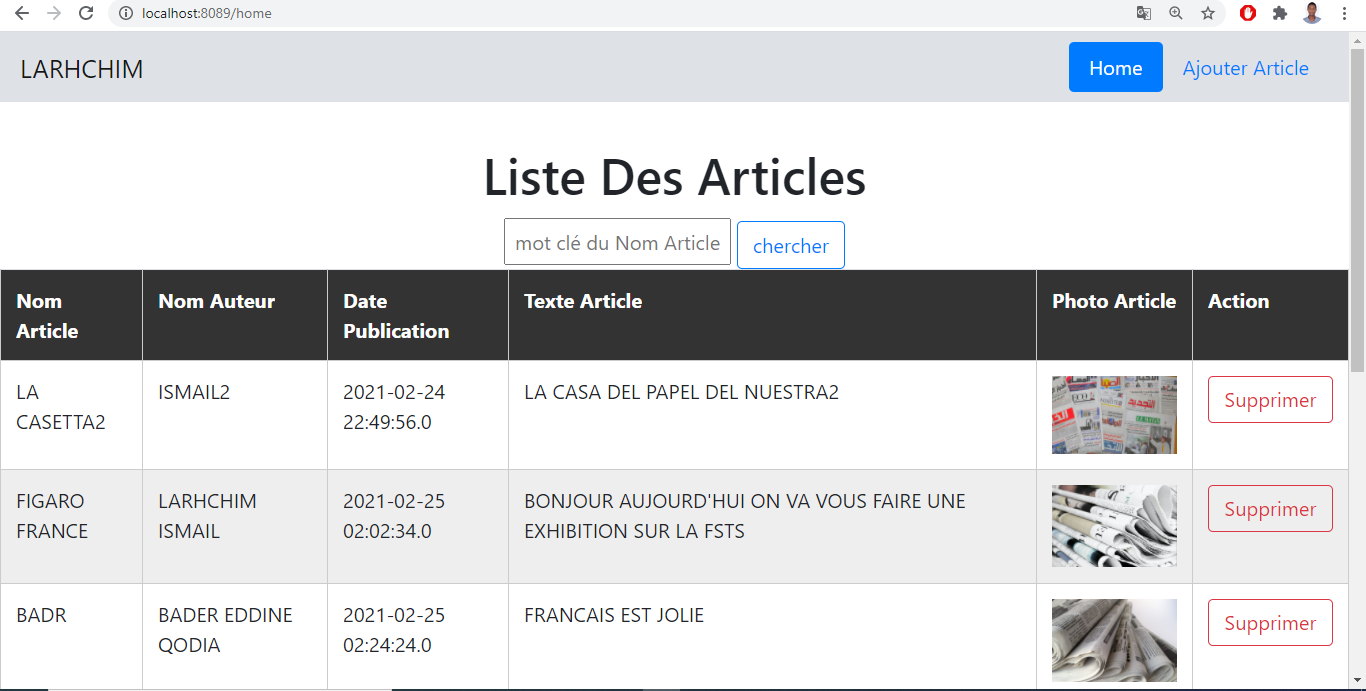 localhost:8089/home
LARHCHIM
Home
Ajouter Article
Liste Des Articles
mot clé du Nom Article
chercher
Nom
Article
Nom Auteur
Date
Publication
Texte Article
Photo Article
Action
LA
CASETTA2
ISMAIL2
2021-02-24
22:49:56.0
LA CASA DEL PAPEL DEL NUESTRA2
Supprimer
FIGARO
FRANCE
LARHCHIM
ISMAIL
2021-02-25
02:02:34.0
BONJOUR AUJOURD'HUI ON VA VOUS FAIRE UNE
EXHIBITION SUR LA FSTS
Supprimer
BADR
BADER EDDINE
QODIA
2021-02-25
02:24:24.0
FRANCAIS EST JOLIE
Supprimer